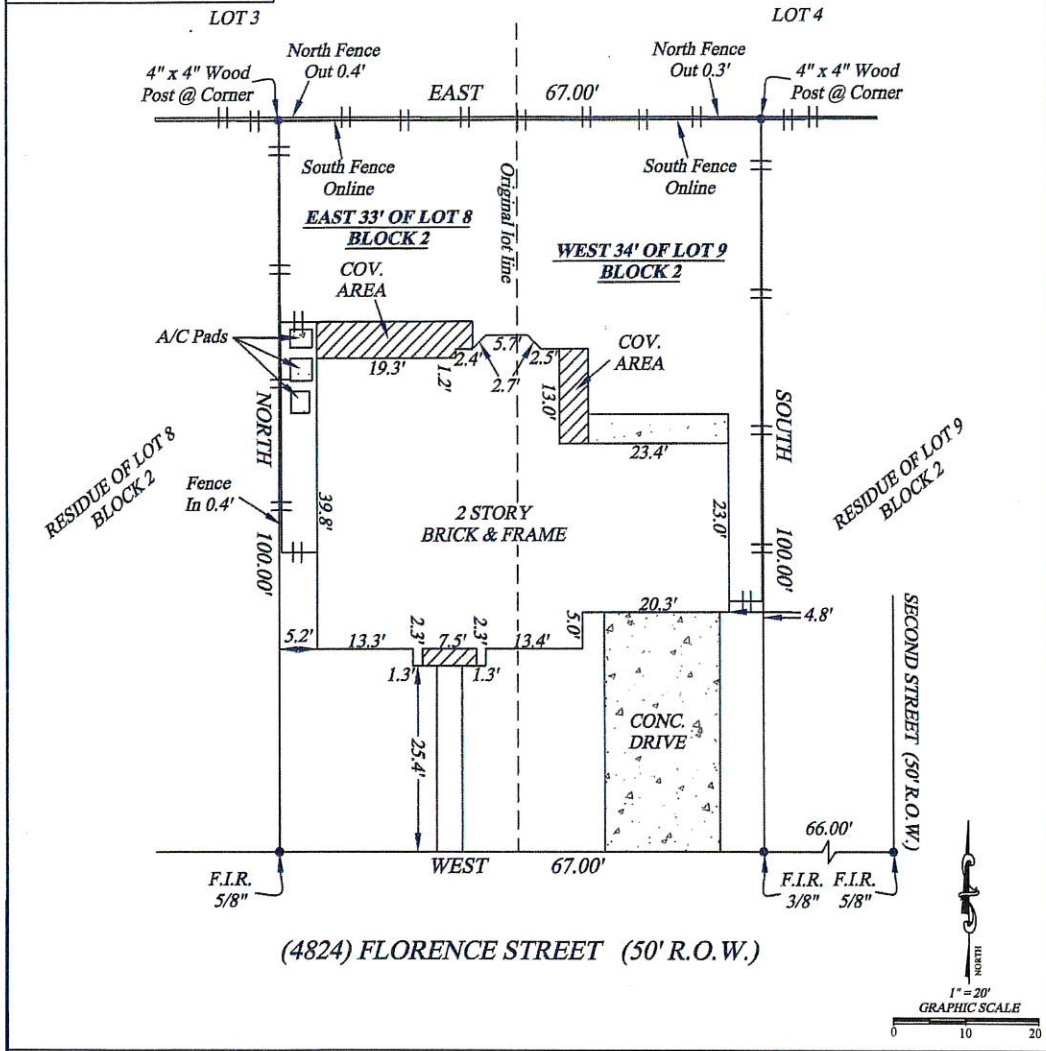 LOT 3
LOT 4
North Fence
Out 0.4'
North Fence
Out 0.3'
4" x 4" Wood
Post @ Corner
4" x 4" Wood
Post @ Corner
EAST 67.00'
South Fence
Online
South Fence
Online
Original lot line
EAST 33' OF LOT 8
BLOCK 2
WEST 34' OF LOT 9
BLOCK 2
COV.
AREA
COV.
AREA
A/C Pads
19.3'
1.2'
2.4'
5.7'
2.7'
2.5'
13.0'
23.4'
NORTH
100.00'
SOUTH
100.00'
RESIDUE OF LOT 8
BLOCK 2
RESIDUE OF LOT 9
BLOCK 2
Fence
In 0.4'
39.8'
2 STORY
BRICK & FRAME
23.0'
20.3'
4.8'
5.2'
13.3'
2.3'
7.5'
2.3'
13.4'
5.0'
1.3'
1.3'
25.4'
CONC.
DRIVE
SECOND STREET (50' R.O.W.)
66.00'
WEST 67.00'
F.I.R.
5/8"
F.I.R.
3/8"
F.I.R.
5/8"
(4824) FLORENCE STREET (50' R.O.W.)
NORTH
1" = 20'
GRAPHIC SCALE
0 10 20